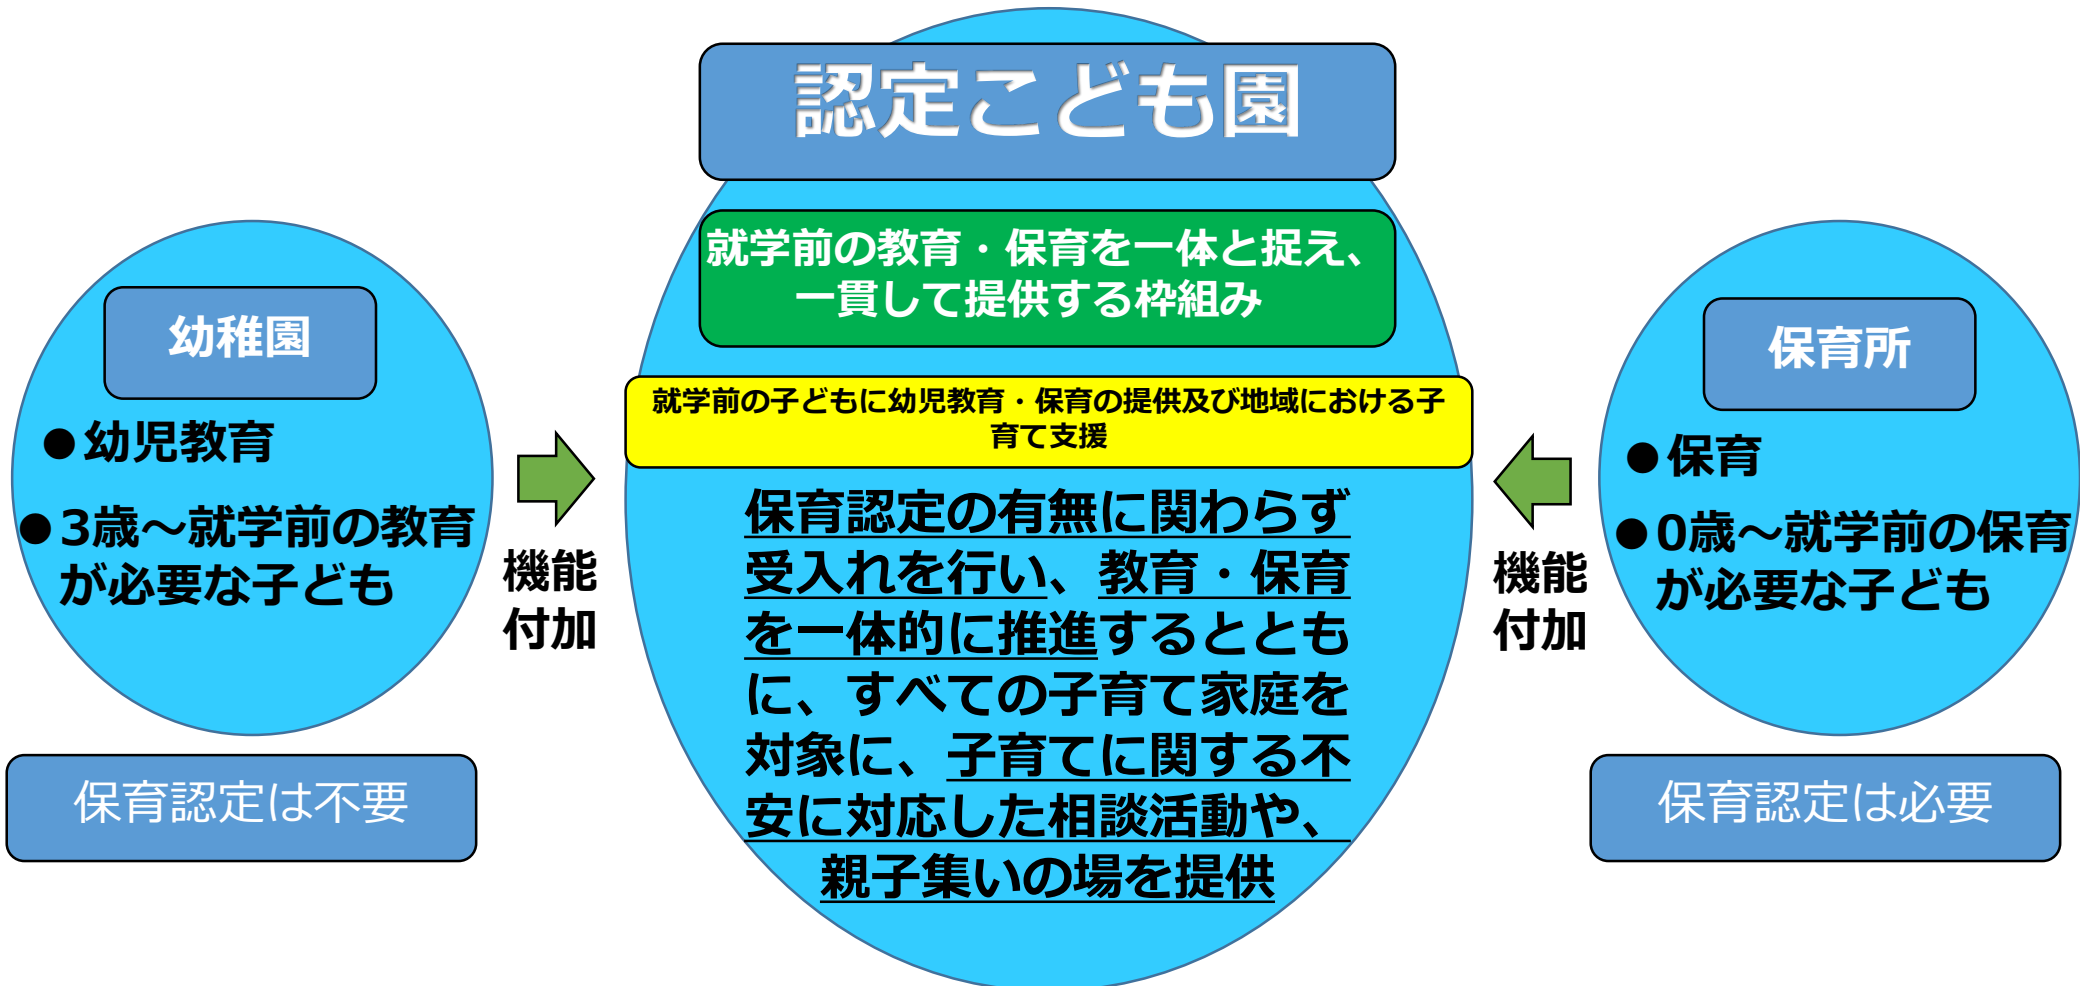 認定こども園
就学前の教育・保育を一体と捉え、
一貫して提供する枠組み
就学前の子どもに幼児教育・保育の提供及び地域における子
育て支援
保育認定の有無に関わらず
受入れを行い、教育・保育
を一体的に推進するととも
に、すべての子育て家庭を
対象に、子育てに関する不
安に対応した相談活動や、
親子集いの場を提供
幼稚園
●幼児教育
●3歳～就学前の教育
が必要な子ども
保育認定は不要
機能
付加
保育所
●保育
●0歳～就学前の保育
が必要な子ども
保育認定は必要
機能
付加